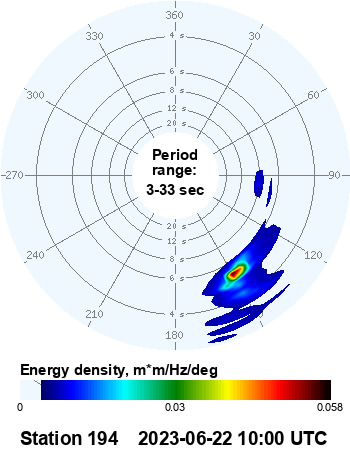 360
330
30
4 s
300
60
6 s
8 s
12 s
20 s
Period
range:
3-33 sec
-270
90-
20 s
12 s
8 s
6 s
240
120
4 s
210
180
Energy density, m*m/Hz/deg
0
0.03
0.058
Station 194 2023-06-22 10:00 UTC